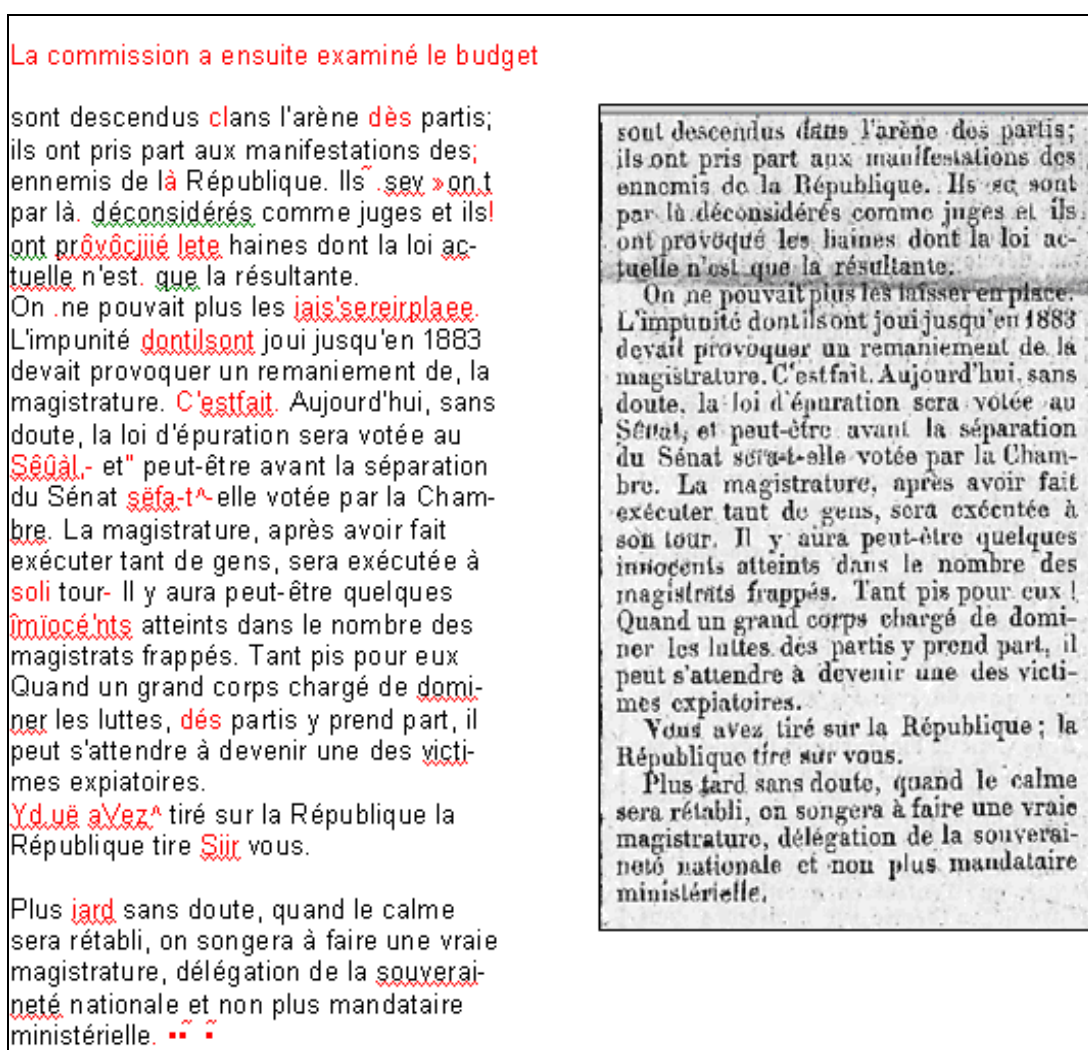 La commission a ensuite examiné le budget
sont descendus clans l'arène dès partis;
ils ont pris part aux manifestations des;
ennemis de là République. Ils˜ .sey »on.t
par là. déconsidérés comme juges et ils!
ont prôvôcjiié lete haines dont la loi ac-
tuelle n'est. que la résultante.
On .ne pouvait plus les iais'sereirplaee.
L'impunité dontilsont joui jusqu'en 1883
devait provoquer un remaniement de, la
magistrature. C'estfait. Aujourd'hui, sans
doute, la loi d'épuration sera votée au
Sêûàl,- et" peut-être avant la séparation
du Sénat sëfa-t^-elle votée par la Cham-
bre. La magistrature, après avoir fait
exécuter tant de gens, sera exécutée à
soli tour- Il y aura peut-être quelques
îmïocé'nts atteints dans le nombre des
magistrats frappés. Tant pis pour eux
Quand un grand corps chargé de domi-
ner les luttes, dés partis y prend part, il
peut s'attendre à devenir une des victi-
mes expiatoires.
Yd.uë aVez^ tiré sur la République la
République tire Siir vous.
Plus jard sans doute, quand le calme
sera rétabli, on songera à faire une vraie
magistrature, délégation de la souverai-
neté nationale et non plus mandataire
ministérielle. ▪▪˜ ▪˜
sont descendus dans l'arène des partis;
ils ont pris part aux manifestations des
ennemis de la République. Ils se sont
par là déconsidérés comme juges et ils
ont provoqué les haines dont la loi ac-
tuelle n'est que la résultante.
On ne pouvait plus les laisser en place.
L'impunité dont ils ont joui jusqu'en 1883
devait provoquer un remaniement de la
magistrature. C'est fait. Aujourd'hui, sans
doute, la loi d'épuration sera votée au
Sénat, et peut-être avant la séparation
du Sénat sera-t-elle votée par la Cham-
bre. La magistrature, après avoir fait
exécuter tant de gens, sera exécutée à
son tour. Il y aura peut-être quelques
innocents atteints dans le nombre des
magistrats frappés. Tant pis pour eux !
Quand un grand corps chargé de domi-
ner les luttes des partis y prend part, il
peut s'attendre à devenir une des victi-
mes expiatoires.
Vous avez tiré sur la République ; la
République tire sur vous.
Plus tard sans doute, quand le calme
sera rétabli, on songera à faire une vraie
magistrature, délégation de la souverai-
neté nationale et non plus mandataire
ministérielle.